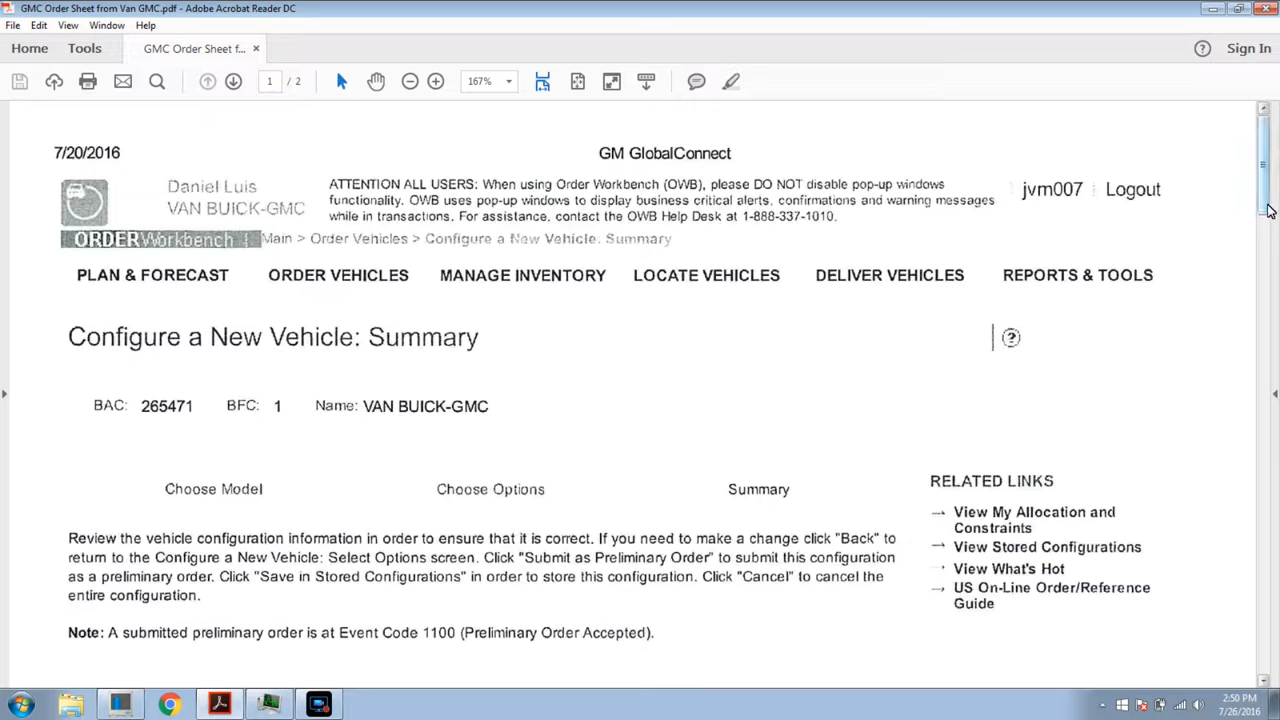 GMC Order Sheet from Van GMC.pdf - Adobe Acrobat Reader DC
File Edit View Window Help
Home Tools GMC Order Sheet f... × Sign In
1 / 2 167%
7/20/2016 GM GlobalConnect
Daniel Luis
VAN BUICK-GMC
ATTENTION ALL USERS: When using Order Workbench (OWB), please DO NOT disable pop-up windows
functionality. OWB uses pop-up windows to display business critical alerts, confirmations and warning messages
while in transactions. For assistance, contact the OWB Help Desk at 1-888-337-1010.
jvm007 Logout
ORDERWorkbench Main > Order Vehicles > Configure a New Vehicle: Summary
PLAN & FORECAST ORDER VEHICLES MANAGE INVENTORY LOCATE VEHICLES DELIVER VEHICLES REPORTS & TOOLS
Configure a New Vehicle: Summary
BAC: 265471 BFC: 1 Name: VAN BUICK-GMC
Choose Model Choose Options Summary
Review the vehicle configuration information in order to ensure that it is correct. If you need to make a change click "Back" to
return to the Configure a New Vehicle: Select Options screen. Click "Submit as Preliminary Order" to submit this configuration
as a preliminary order. Click "Save in Stored Configurations" in order to store this configuration. Click "Cancel" to cancel the
entire configuration.
Note: A submitted preliminary order is at Event Code 1100 (Preliminary Order Accepted).
RELATED LINKS
→ View My Allocation and
Constraints
→ View Stored Configurations
→ View What's Hot
→ US On-Line Order/Reference
Guide
2:50 PM
7/26/2016